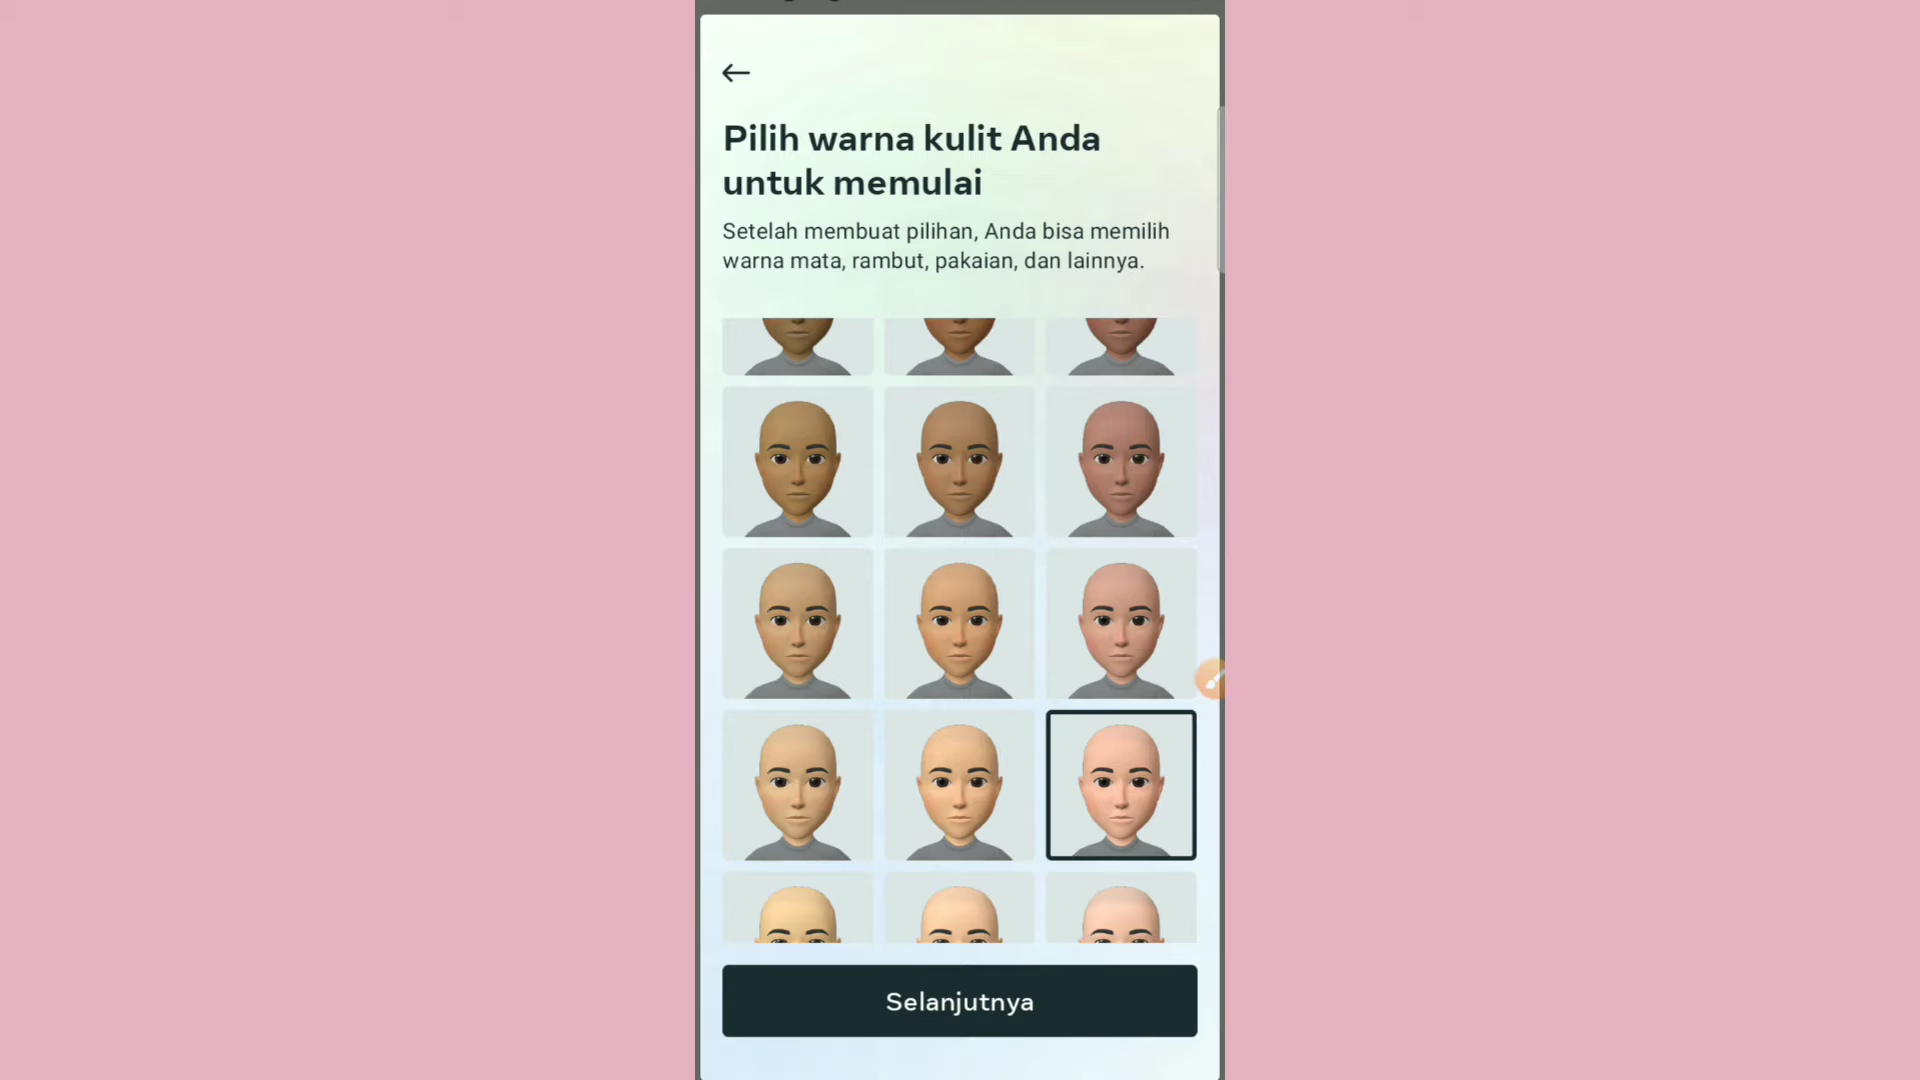 Pilih warna kulit Anda
untuk memulai
Setelah membuat pilihan, Anda bisa memilih
warna mata, rambut, pakaian, dan lainnya.
Selanjutnya